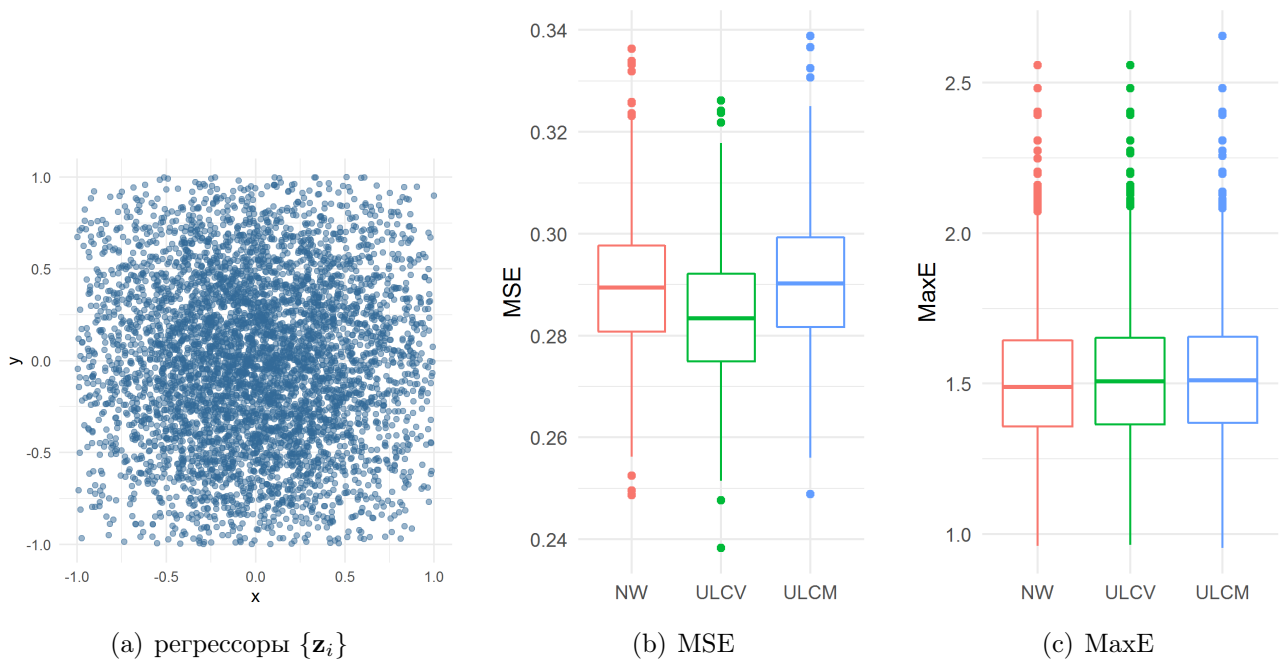 1.0
0.5
0.0
-0.5
-1.0
y
-1.0 -0.5 0.0 0.5 1.0
x
(a) регрессоры {z_i}
0.34
0.32
0.30
0.28
0.26
0.24
MSE
NW ULCV ULCM
(b) MSE
2.5
2.0
1.5
1.0
MaxE
NW ULCV ULCM
(c) MaxE